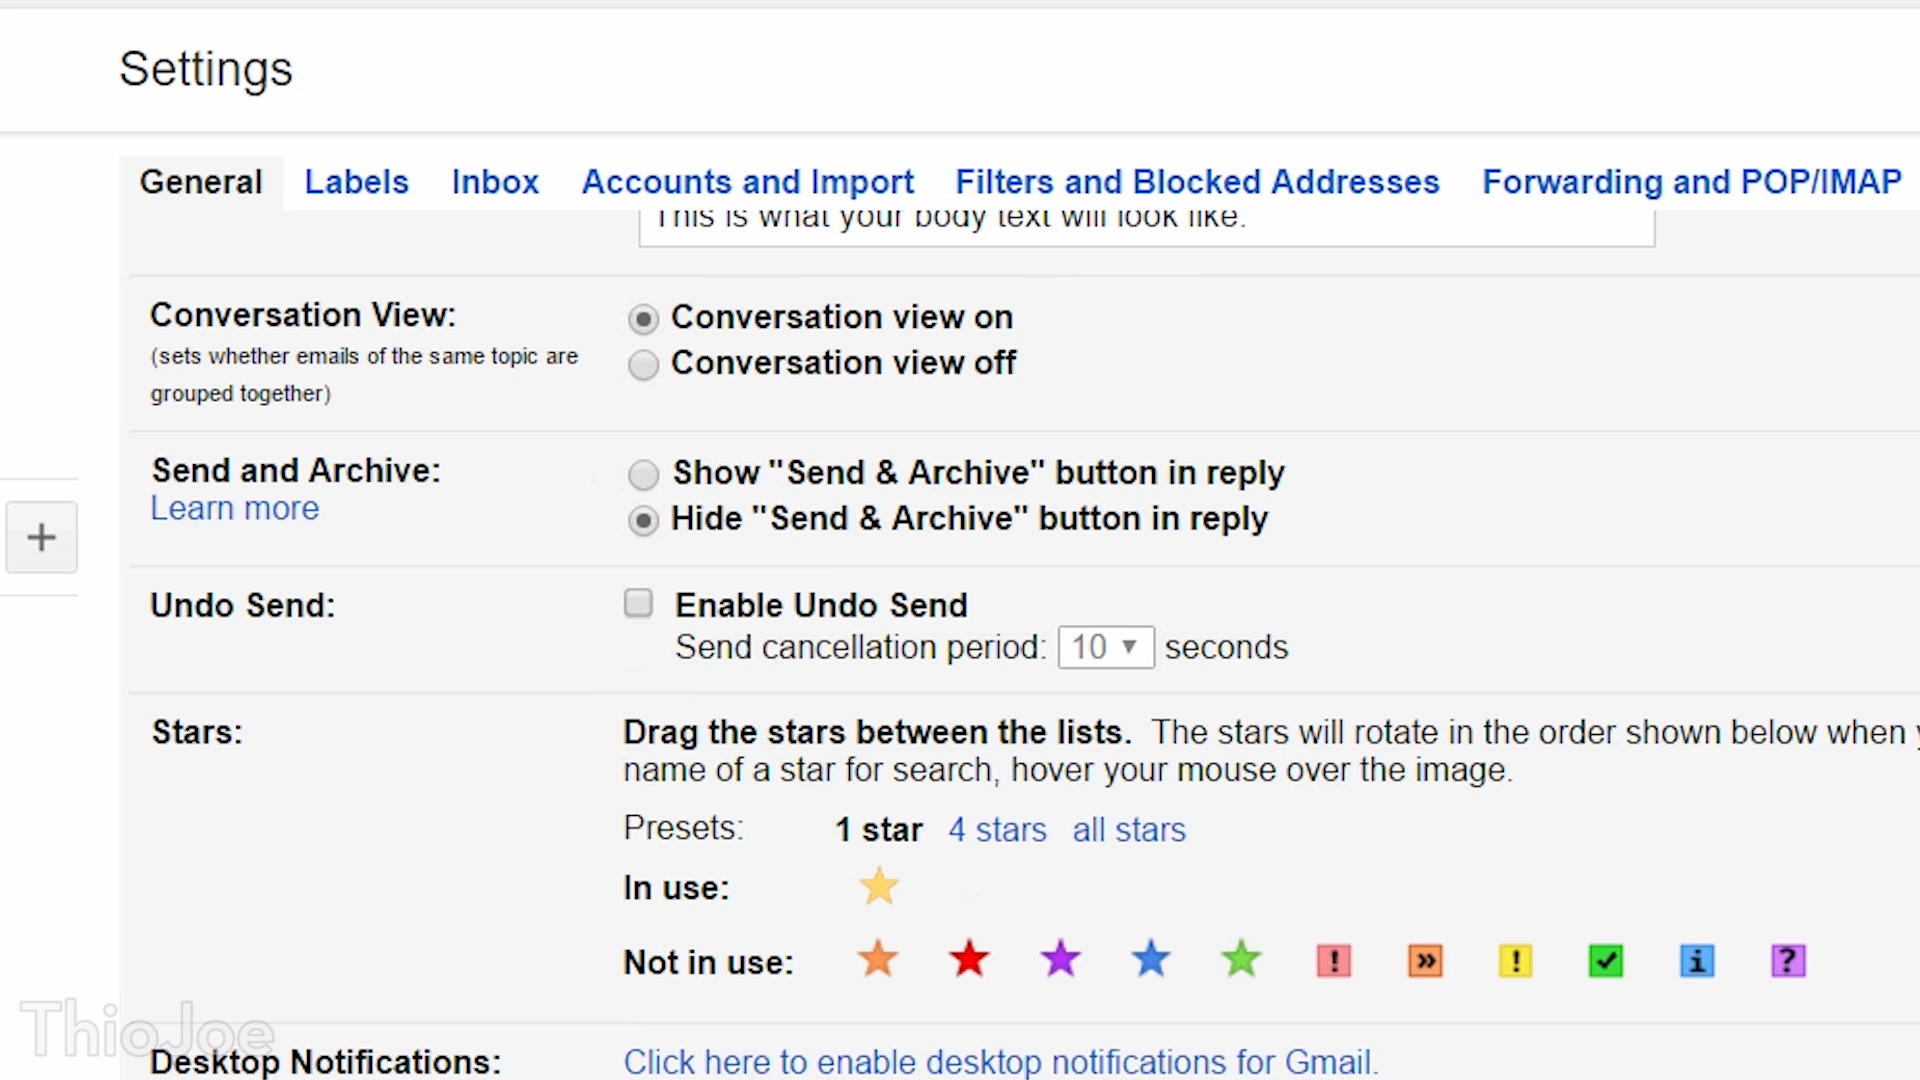 Settings
General Labels Inbox Accounts and Import Filters and Blocked Addresses Forwarding and POP/IMAP
This is what your body text will look like.
Conversation View:
(sets whether emails of the same topic are
grouped together)
Conversation view on
Conversation view off
Send and Archive:
Learn more
Show "Send & Archive" button in reply
Hide "Send & Archive" button in reply
Undo Send:
Enable Undo Send
Send cancellation period: 10 seconds
Stars:
Drag the stars between the lists. The stars will rotate in the order shown below when
name of a star for search, hover your mouse over the image.
Presets: 1 star 4 stars all stars
In use:
Not in use:
ThioJoe
Desktop Notifications:
Click here to enable desktop notifications for Gmail.